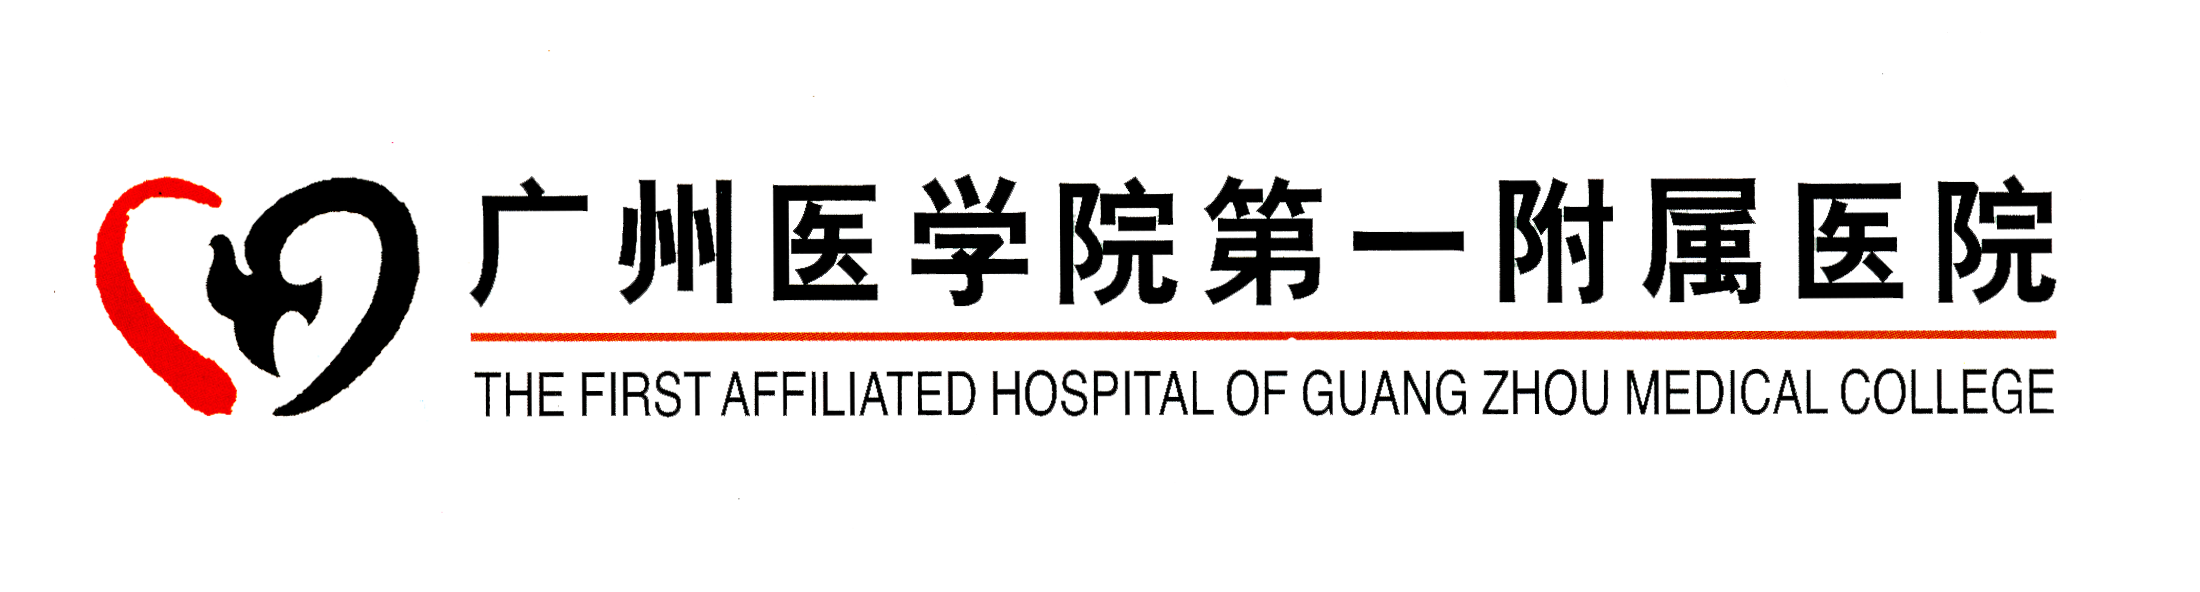 广州医学院第一附属医院
THE FIRST AFFILIATED HOSPITAL OF GUANG ZHOU MEDICAL COLLEGE